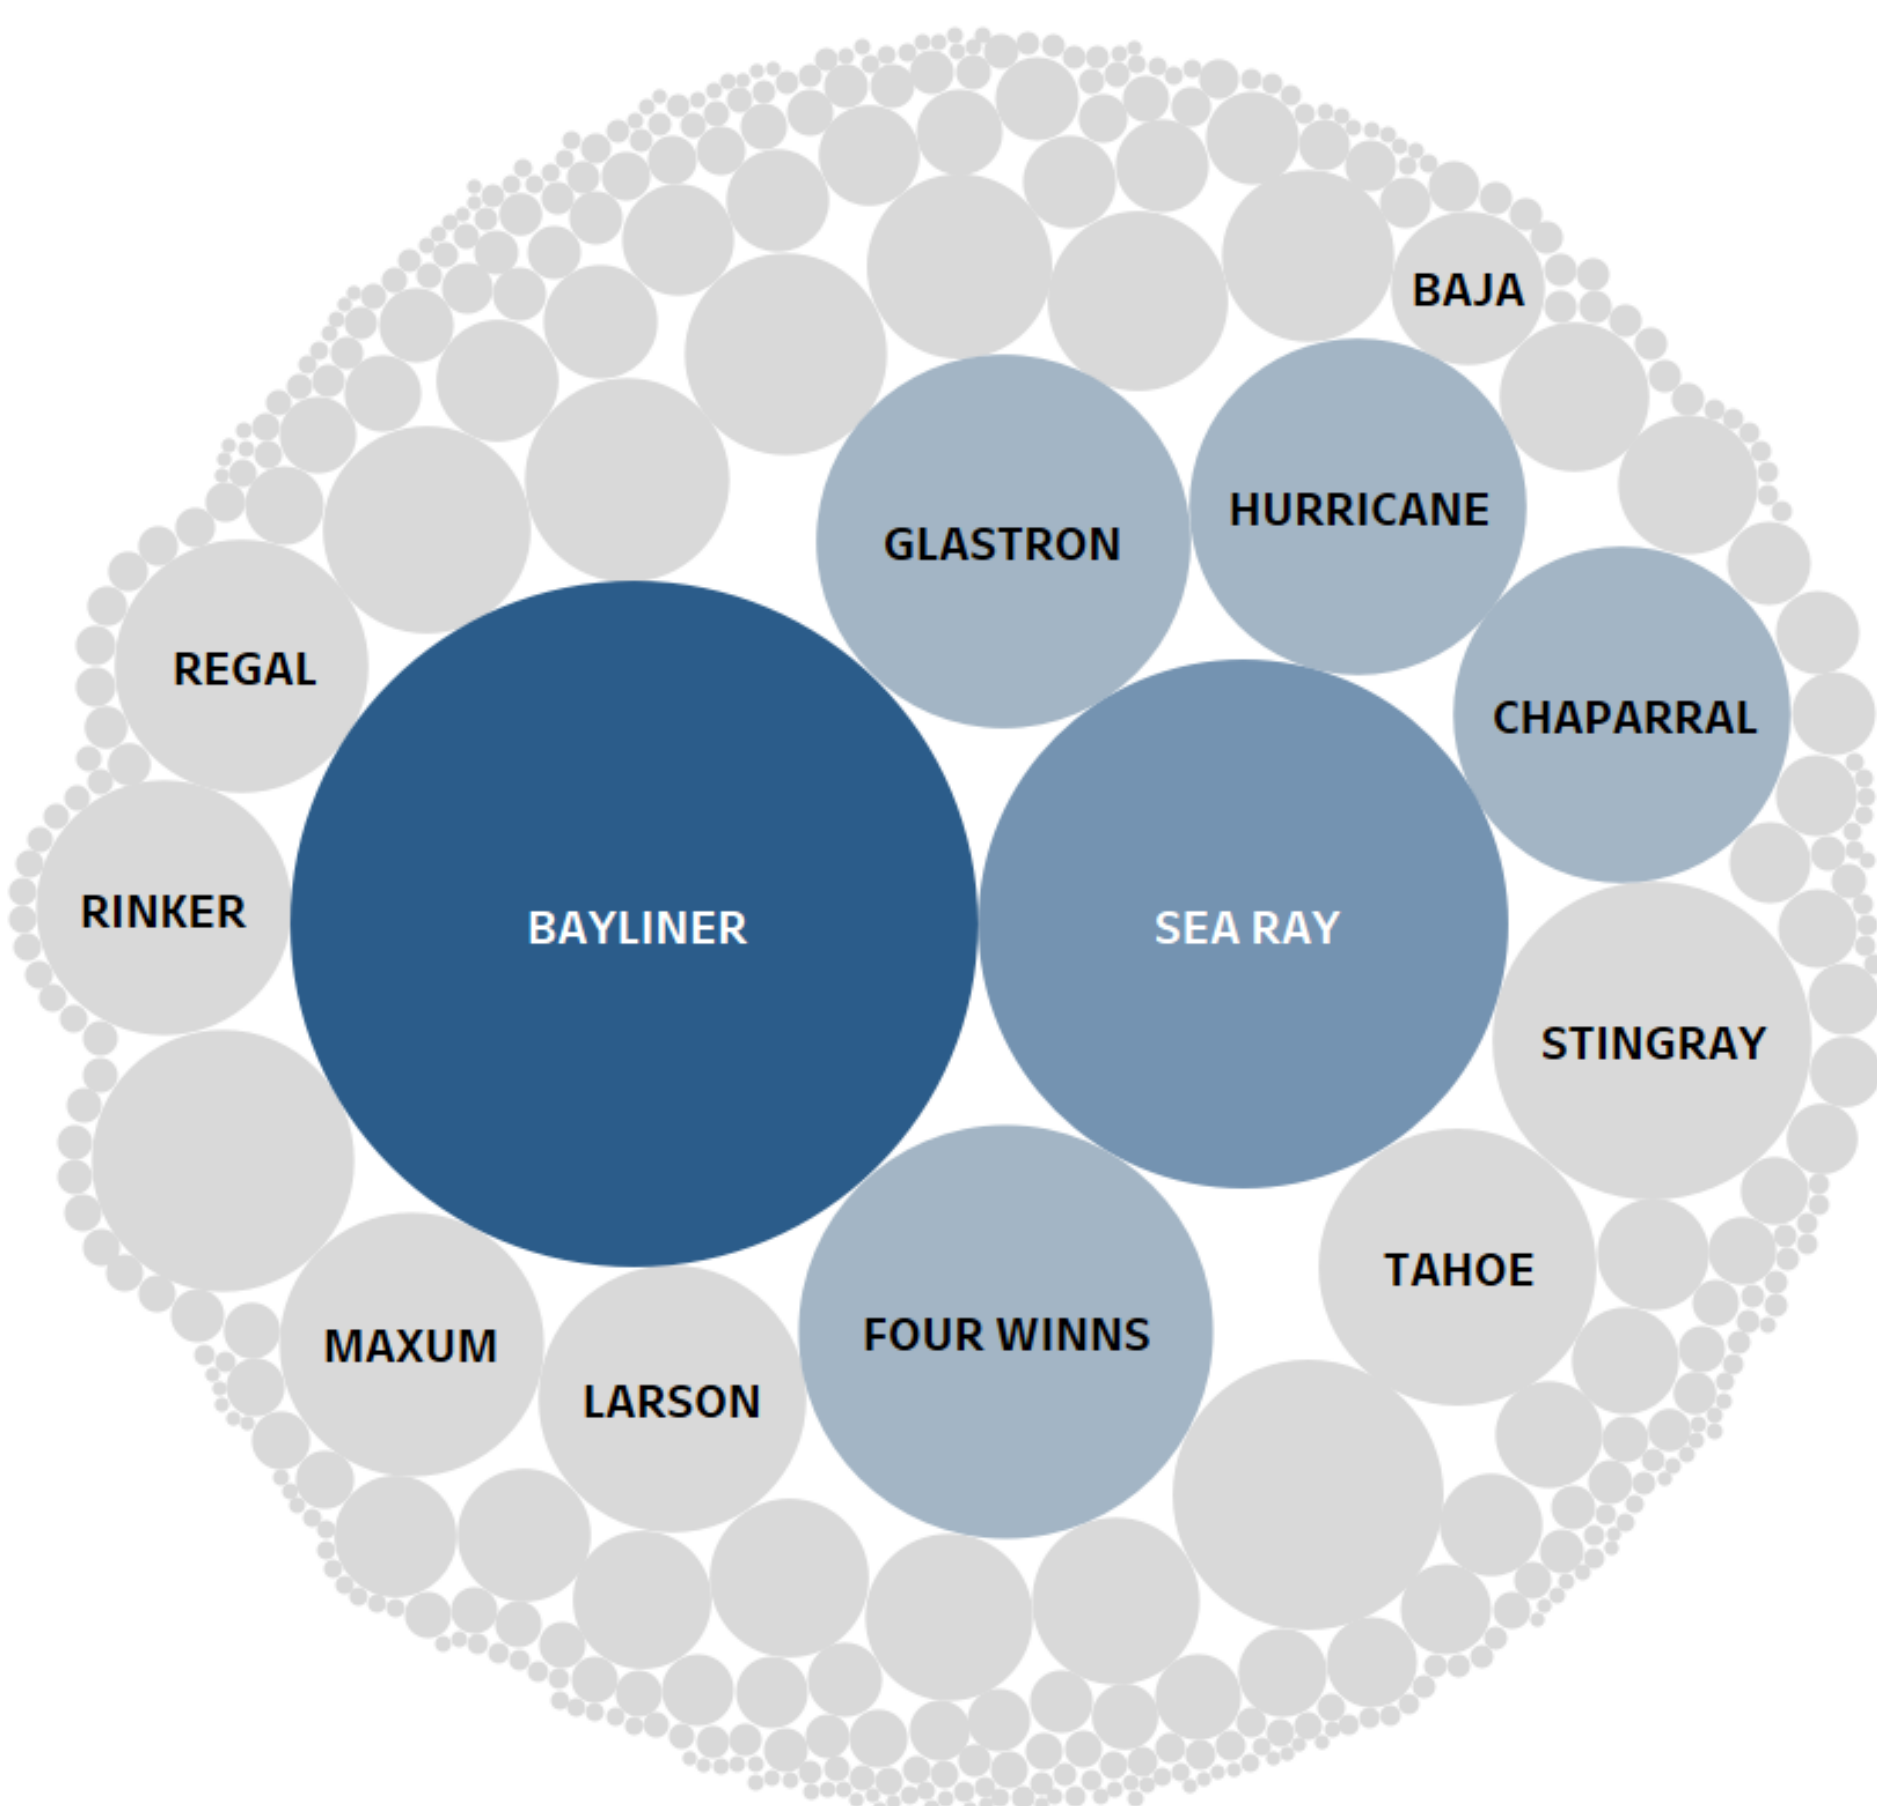 BAJA
HURRICANE
GLASTRON
REGAL
CHAPARRAL
RINKER
BAYLINER
SEA RAY
STINGRAY
TAHOE
FOUR WINNS
MAXUM
LARSON